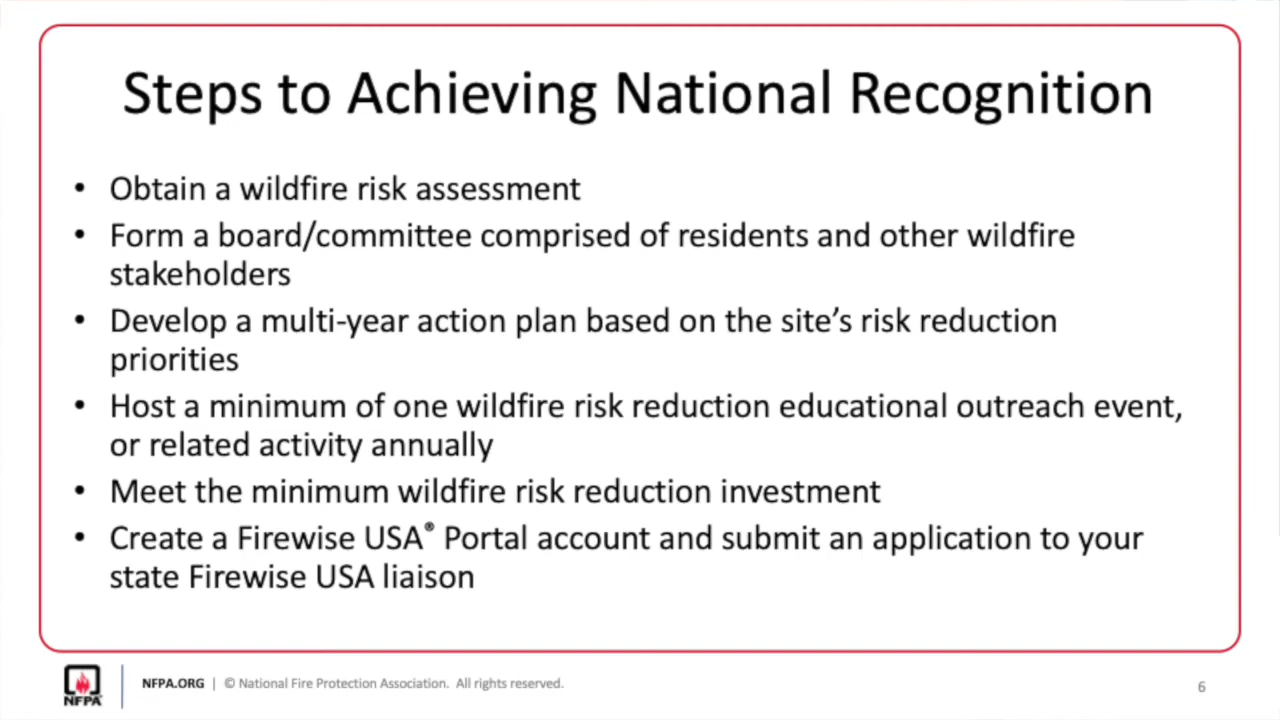 Steps to Achieving National Recognition
• Obtain a wildfire risk assessment
• Form a board/committee comprised of residents and other wildfire
stakeholders
• Develop a multi-year action plan based on the site’s risk reduction
priorities
• Host a minimum of one wildfire risk reduction educational outreach event,
or related activity annually
• Meet the minimum wildfire risk reduction investment
• Create a Firewise USA® Portal account and submit an application to your
state Firewise USA liaison
NFPA
NFPA.ORG | © National Fire Protection Association. All rights reserved.
6